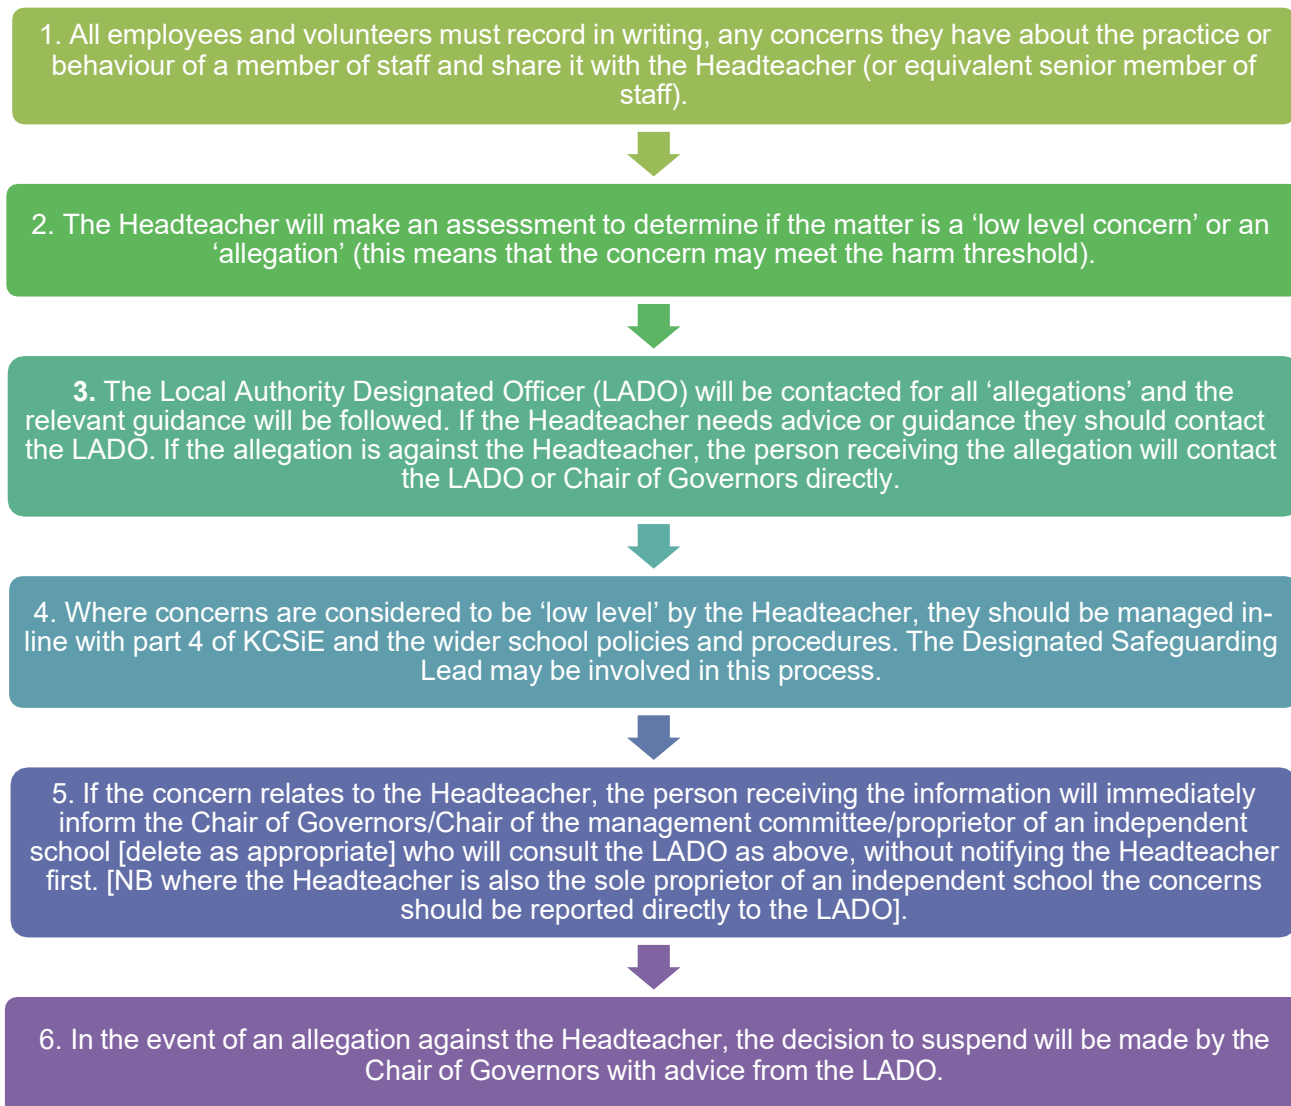 1. All employees and volunteers must record in writing, any concerns they have about the practice or
behaviour of a member of staff and share it with the Headteacher (or equivalent senior member of
staff).
2. The Headteacher will make an assessment to determine if the matter is a ‘low level concern’ or an
‘allegation’ (this means that the concern may meet the harm threshold).
3. The Local Authority Designated Officer (LADO) will be contacted for all ‘allegations’ and the
relevant guidance will be followed. If the Headteacher needs advice or guidance they should contact
the LADO. If the allegation is against the Headteacher, the person receiving the allegation will contact
the LADO or Chair of Governors directly.
4. Where concerns are considered to be ‘low level’ by the Headteacher, they should be managed in-
line with part 4 of KCSiE and the wider school policies and procedures. The Designated Safeguarding
Lead may be involved in this process.
5. If the concern relates to the Headteacher, the person receiving the information will immediately
inform the Chair of Governors/Chair of the management committee/proprietor of an independent
school [delete as appropriate] who will consult the LADO as above, without notifying the Headteacher
first. [NB where the Headteacher is also the sole proprietor of an independent school the concerns
should be reported directly to the LADO].
6. In the event of an allegation against the Headteacher, the decision to suspend will be made by the
Chair of Governors with advice from the LADO.